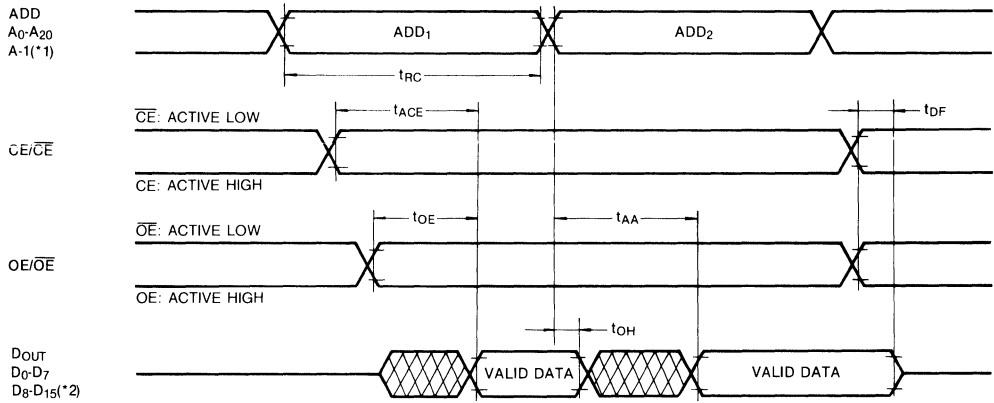 ADD
A0-A20
A-1(*1)
ADD1
ADD2
tRC
CE: ACTIVE LOW
tACE
tDF
CE/CE
CE: ACTIVE HIGH
OE: ACTIVE LOW
tOE
tAA
OE/OE
OE: ACTIVE HIGH
tOH
DOUT
D0-D7
D8-D15(*2)
VALID DATA
VALID DATA